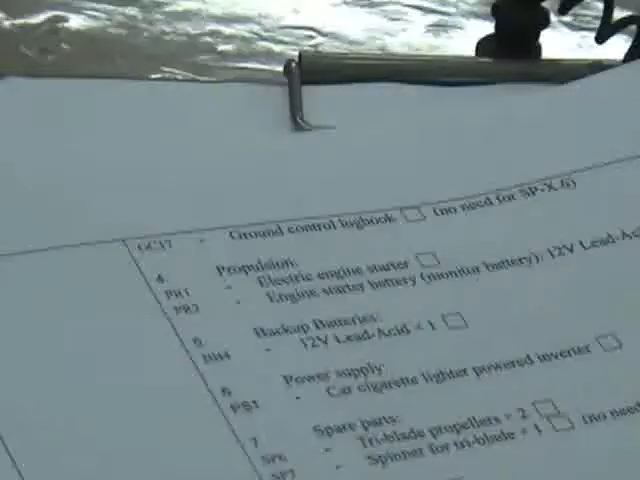 GC17 - Ground control logbook (no need for SP-X.6)
4 Propulsion:
PR1 - Electric engine starter
PR2 - Engine starter battery (monitor battery): 12V Lead-Aci
5 Backup Batteries:
12V Lead-Acid × 1
6 Power supply:
PS1 - Car cigarette lighter powered inverter
7 Spare parts:
SP6 - Tri-blade propellers × 2
SP7 - Spinner for tri-blade × 1 (no need